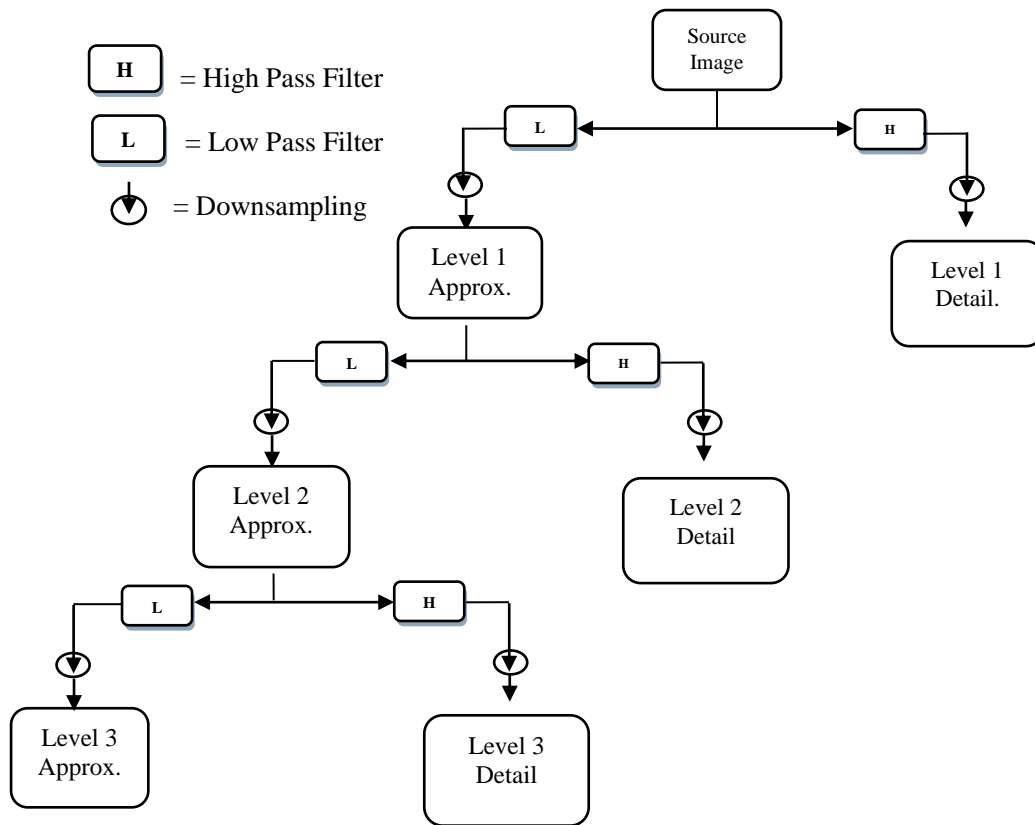 Source
Image
H
= High Pass Filter
L
= Low Pass Filter
= Downsampling
L
H
Level 1
Approx.
Level 1
Detail.
L
H
Level 2
Approx.
Level 2
Detail
L
H
Level 3
Approx.
Level 3
Detail